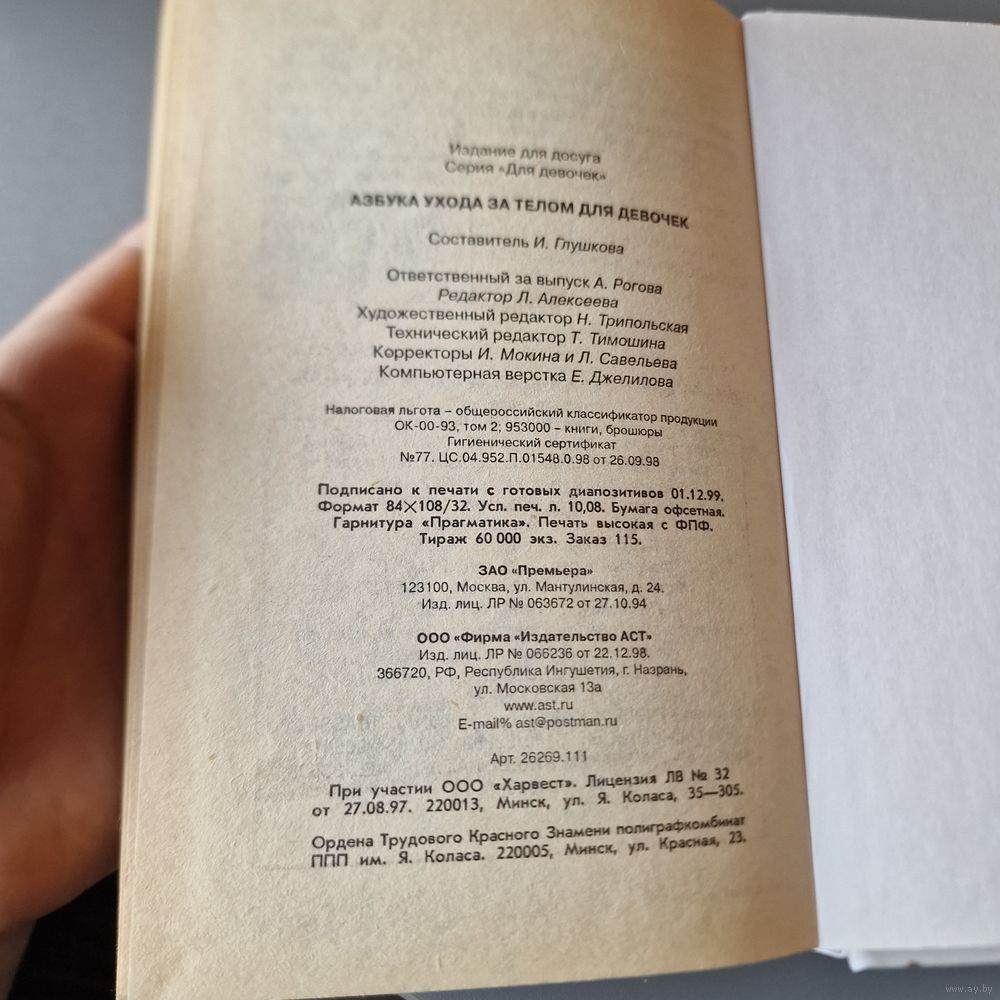 Издание для досуга
Серия «Для девочек»
АЗБУКА УХОДА ЗА ТЕЛОМ ДЛЯ ДЕВОЧЕК
Составитель И. Глушкова
Ответственный за выпуск А. Рогова
Редактор Л. Алексеева
Художественный редактор Н. Трипольская
Технический редактор Т. Тимошина
Корректоры И. Мокина и Л. Савельева
Компьютерная верстка Е. Джелилова
Налоговая льгота – общероссийский классификатор продукции
ОК-00-93, том 2; 953000 – книги, брошюры
Гигиенический сертификат
№77. ЦС.04.952.П.01548.0.98 от 26.09.98
Подписано к печати с готовых диапозитивов 01.12.99.
Формат 84×108/32. Усл. печ. л. 10,08. Бумага офсетная.
Гарнитура «Прагматика». Печать высокая с ФПФ.
Тираж 60 000 экз. Заказ 115.
ЗАО «Премьера»
123100, Москва, ул. Мантулинская, д. 24.
Изд. лиц. ЛР № 063672 от 27.10.94
ООО «Фирма «Издательство АСТ»
Изд. лиц. ЛР № 066236 от 22.12.98.
366720, РФ, Республика Ингушетия, г. Назрань,
ул. Московская 13а
www.ast.ru
E-mail% ast@postman.ru
Арт. 26269.111
При участии ООО «Харвест». Лицензия ЛВ № 32
от 27.08.97. 220013, Минск, ул. Я. Коласа, 35—305.
Ордена Трудового Красного Знамени полиграфкомбинат
ППП им. Я. Коласа. 220005, Минск, ул. Красная, 23.
www.ay.by